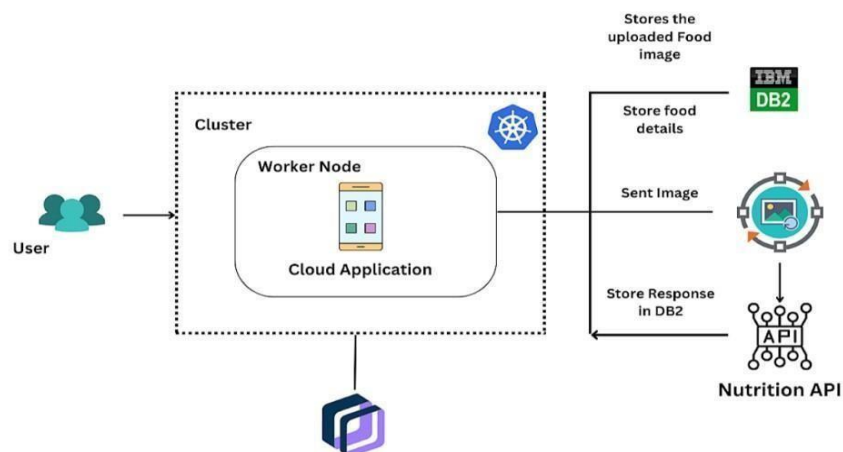 Stores the
uploaded Food
image
IBM
DB2
Cluster
Store food
details
Worker Node
Sent Image
User
Cloud Application
Store Response
in DB2
API
Nutrition API